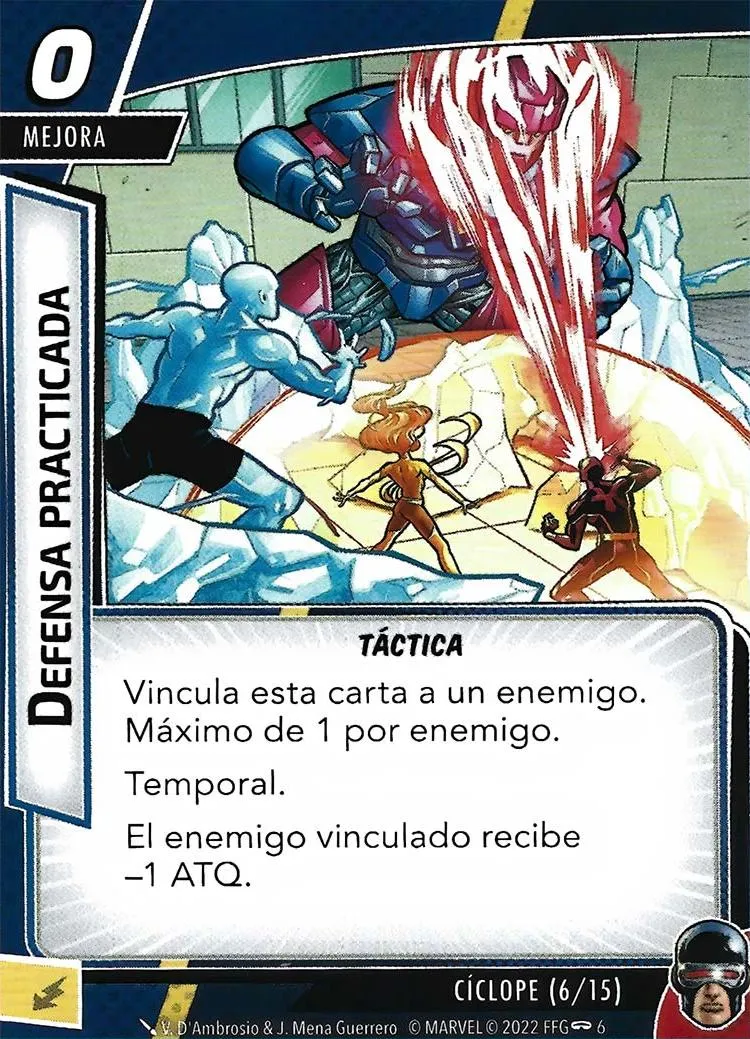 0
MEJORA
DEFENSA PRACTICADA
TÁCTICA
Vincula esta carta a un enemigo.
Máximo de 1 por enemigo.
Temporal.
El enemigo vinculado recibe
–1 ATQ.
CÍCLOPE (6/15)
V. D'Ambrosio & J. Mena Guerrero © MARVEL © 2022 FFG 6